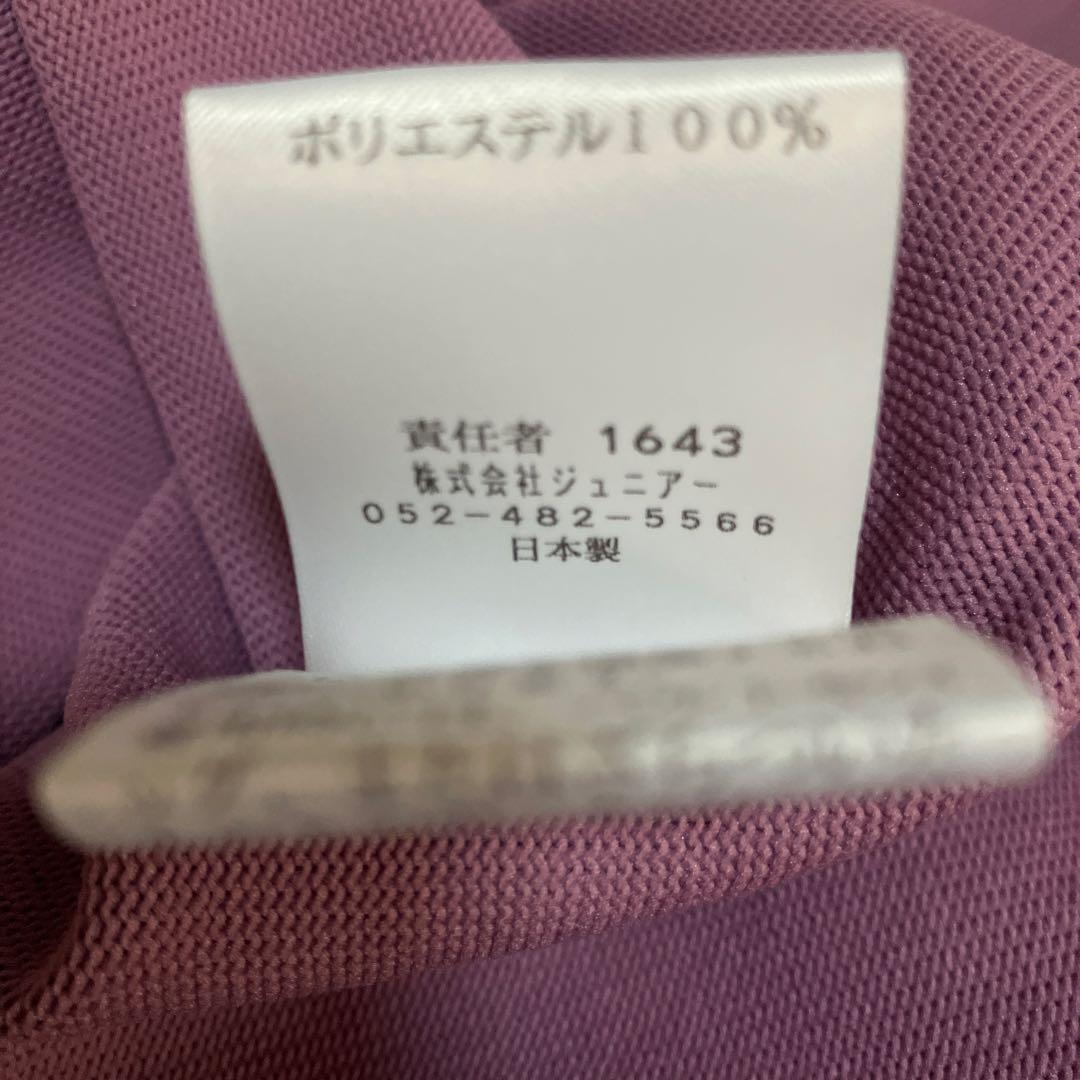 ポリエステル100%
責任者 1643
株式会社ジュニアー
052-482-5566
日本製